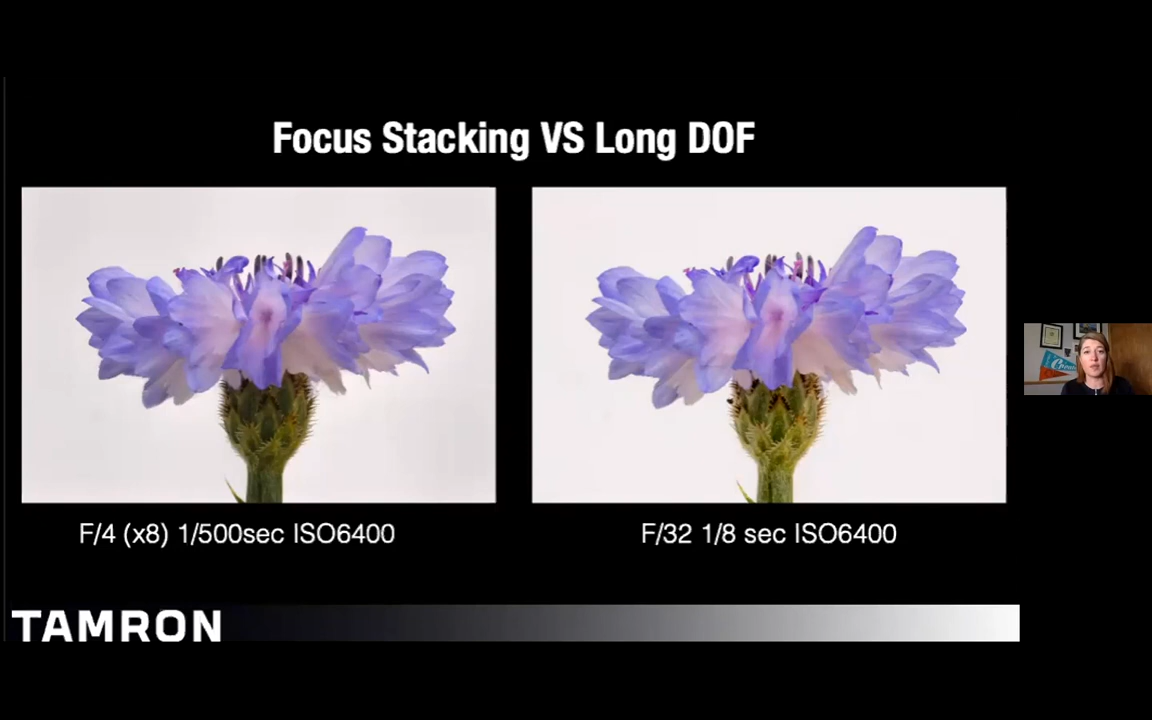 Focus Stacking VS Long DOF
F/4 (x8) 1/500sec ISO6400
F/32 1/8 sec ISO6400
TAMRON